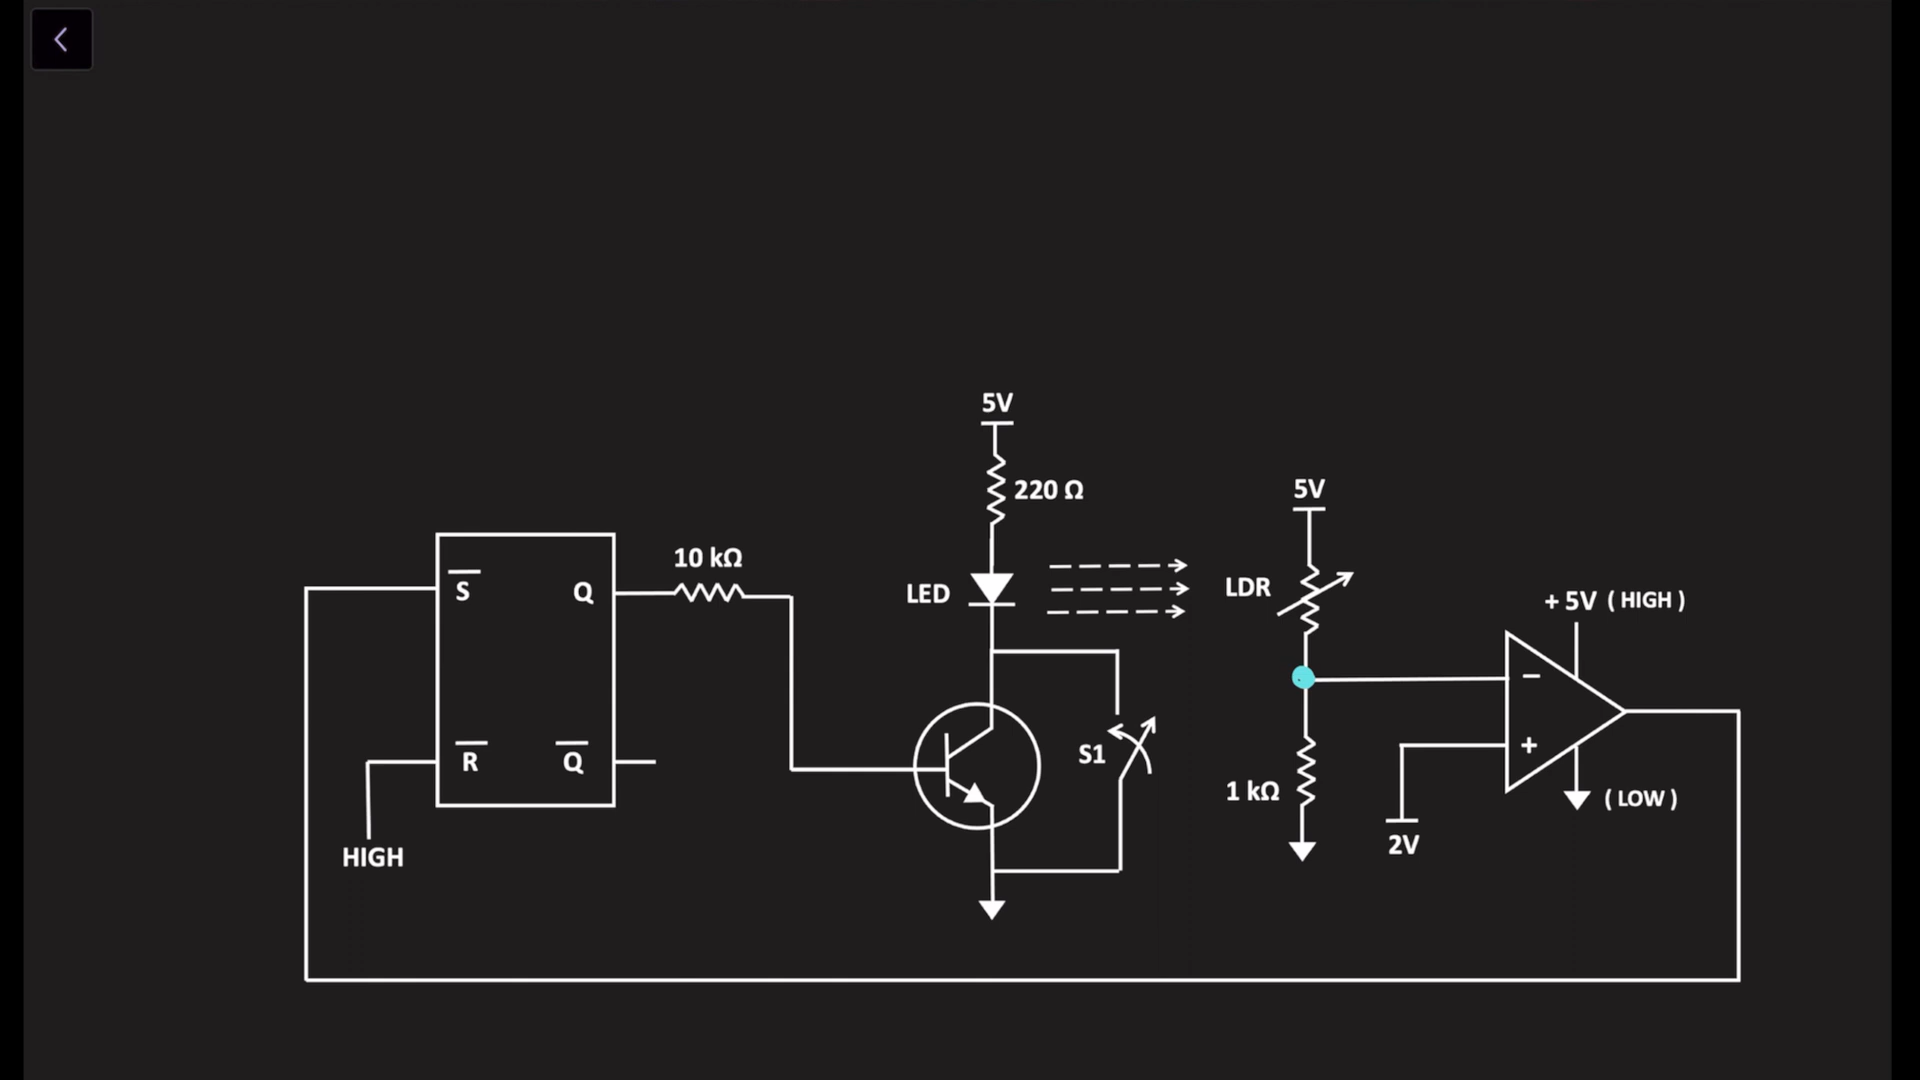 5V
220 Ω
5V
10 kΩ
S̅
Q
LED
LDR
+ 5V ( HIGH )
−
R̅
Q̅
S1
+
1 kΩ
( LOW )
HIGH
2V